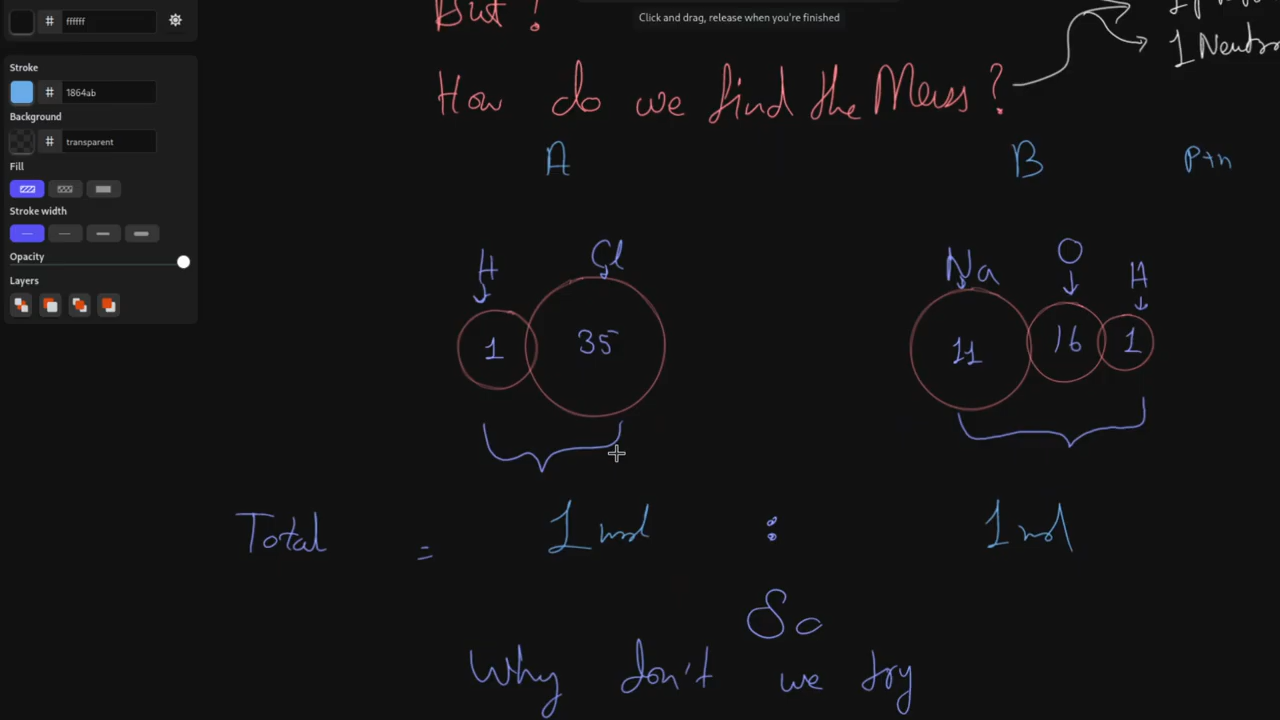 ffffff
Click and drag, release when you're finished
But !
1 Neutro
Stroke
1864ab
How do we find the Mass ?
Background
transparent
A
B
p+n
Fill
Stroke width
Opacity
H
Cl
Na
O
H
Layers
1
35
11
16
1
Total = 1 mol : 1 mol
So
Why don't we try